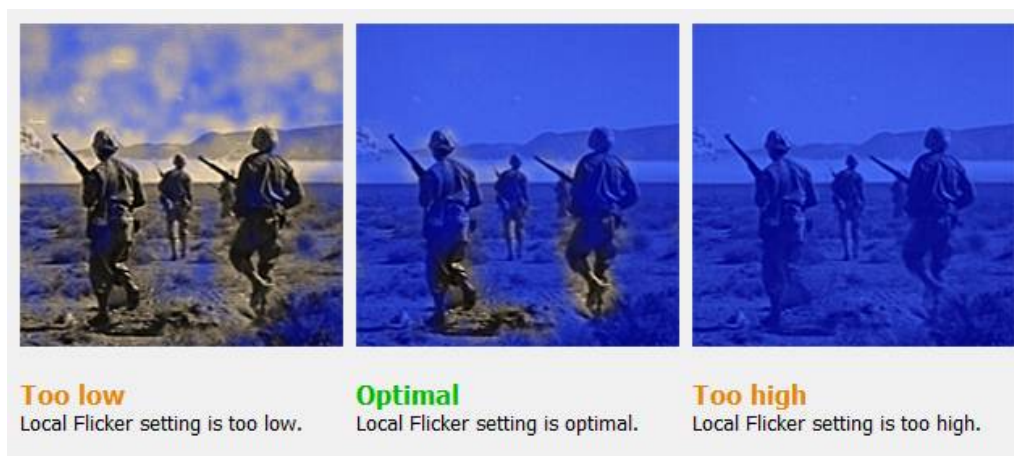 Too low
Local Flicker setting is too low.
Optimal
Local Flicker setting is optimal.
Too high
Local Flicker setting is too high.